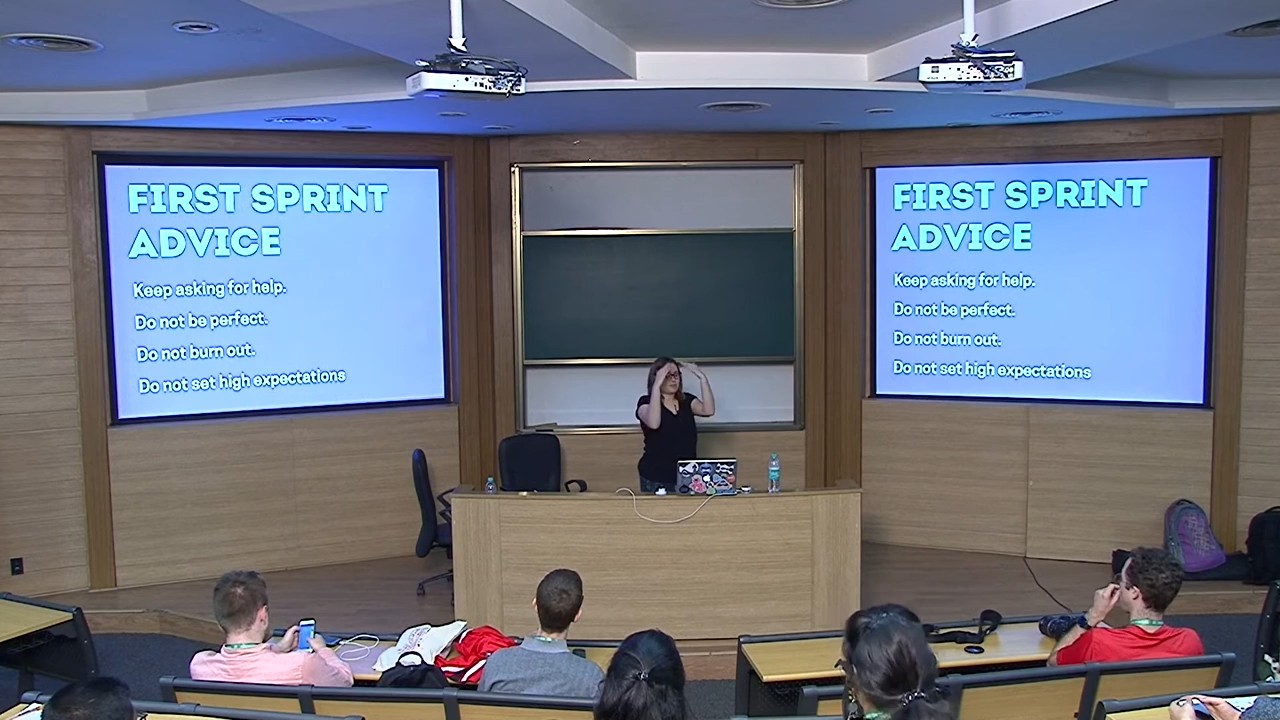 FIRST SPRINT
ADVICE
Keep asking for help.
Do not be perfect.
Do not burn out.
Do not set high expectations
FIRST SPRINT
ADVICE
Keep asking for help.
Do not be perfect.
Do not burn out.
Do not set high expectations